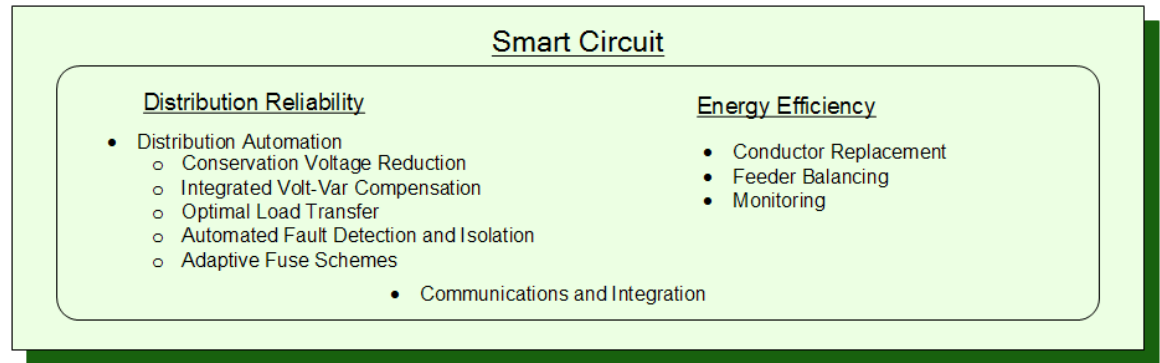 Smart Circuit
Distribution Reliability
• Distribution Automation
o Conservation Voltage Reduction
o Integrated Volt-Var Compensation
o Optimal Load Transfer
o Automated Fault Detection and Isolation
o Adaptive Fuse Schemes
Energy Efficiency
• Conductor Replacement
• Feeder Balancing
• Monitoring
• Communications and Integration